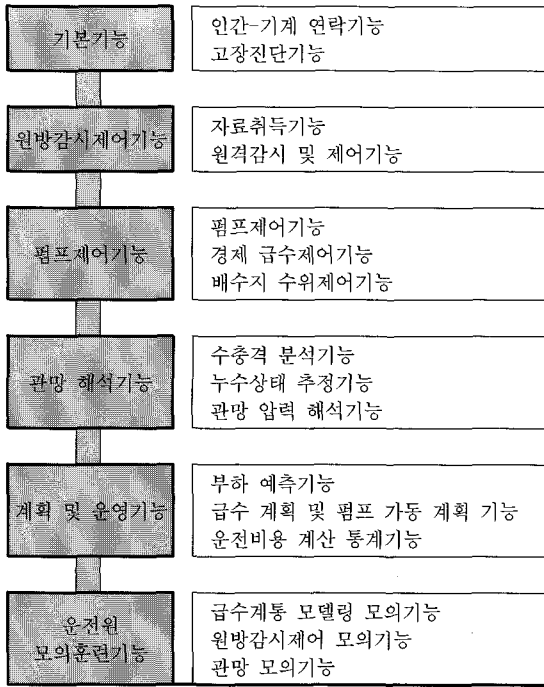 기본기능
인간-기계 연락기능
고장진단기능
원방감시제어기능
자료취득기능
원격감시 및 제어기능
펌프제어기능
펌프제어기능
경제 급수제어기능
배수지 수위제어기능
관망 해석기능
수충격 분석기능
누수상태 추정기능
관망 압력 해석기능
계획 및 운영기능
부하 예측기능
급수 계획 및 펌프 가동 계획 기능
운전비용 계산 통계기능
운전원
모의훈련기능
급수계통 모델링 모의기능
원방감시제어 모의기능
관망 모의기능